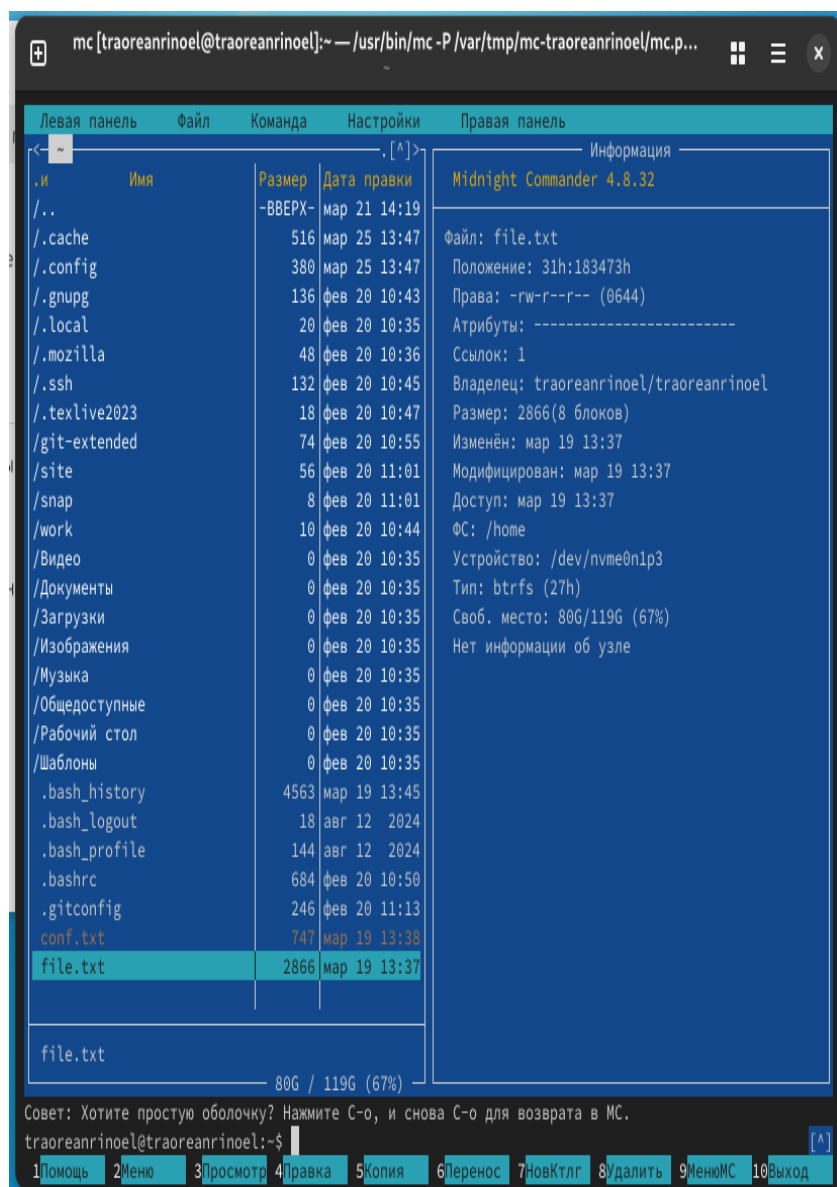 mc [traoreanrinoel@traoreanrinoel]:~ — /usr/bin/mc -P /var/tmp/mc-traoreanrinoel/mc.p...
~
Левая панель Файл Команда Настройки Правая панель
<- ~ .[^]>
.и Имя Размер Дата правки
/.. -ВВЕРХ- мар 21 14:19
/.cache 516 мар 25 13:47
/.config 380 мар 25 13:47
/.gnupg 136 фев 20 10:43
/.local 20 фев 20 10:35
/.mozilla 48 фев 20 10:36
/.ssh 132 фев 20 10:45
/.texlive2023 18 фев 20 10:47
/git-extended 74 фев 20 10:55
/site 56 фев 20 11:01
/snap 8 фев 20 11:01
/work 10 фев 20 10:44
/Видео 0 фев 20 10:35
/Документы 0 фев 20 10:35
/Загрузки 0 фев 20 10:35
/Изображения 0 фев 20 10:35
/Музыка 0 фев 20 10:35
/Общедоступные 0 фев 20 10:35
/Рабочий стол 0 фев 20 10:35
/Шаблоны 0 фев 20 10:35
.bash_history 4563 мар 19 13:45
.bash_logout 18 авг 12 2024
.bash_profile 144 авг 12 2024
.bashrc 684 фев 20 10:50
.gitconfig 246 фев 20 11:13
conf.txt 747 мар 19 13:38
file.txt 2866 мар 19 13:37
file.txt
80G / 119G (67%)
Информация
Midnight Commander 4.8.32
Файл: file.txt
Положение: 31h:183473h
Права: -rw-r--r-- (0644)
Атрибуты: -------------------------
Ссылок: 1
Владелец: traoreanrinoel/traoreanrinoel
Размер: 2866(8 блоков)
Изменён: мар 19 13:37
Модифицирован: мар 19 13:37
Доступ: мар 19 13:37
ФС: /home
Устройство: /dev/nvme0n1p3
Тип: btrfs (27h)
Своб. место: 80G/119G (67%)
Нет информации об узле
Совет: Хотите простую оболочку? Нажмите C-o, и снова C-o для возврата в MC.
traoreanrinoel@traoreanrinoel:~$ [^]
1Помощь 2Меню 3Просмотр 4Правка 5Копия 6Перенос 7НовКтлг 8Удалить 9МенюMC 10Выход